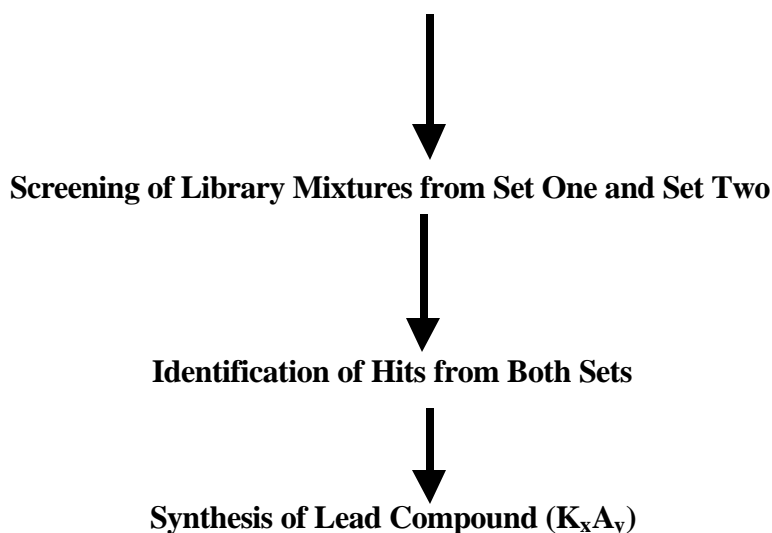 Screening of Library Mixtures from Set One and Set Two
Identification of Hits from Both Sets
Synthesis of Lead Compound (KₓAᵧ)